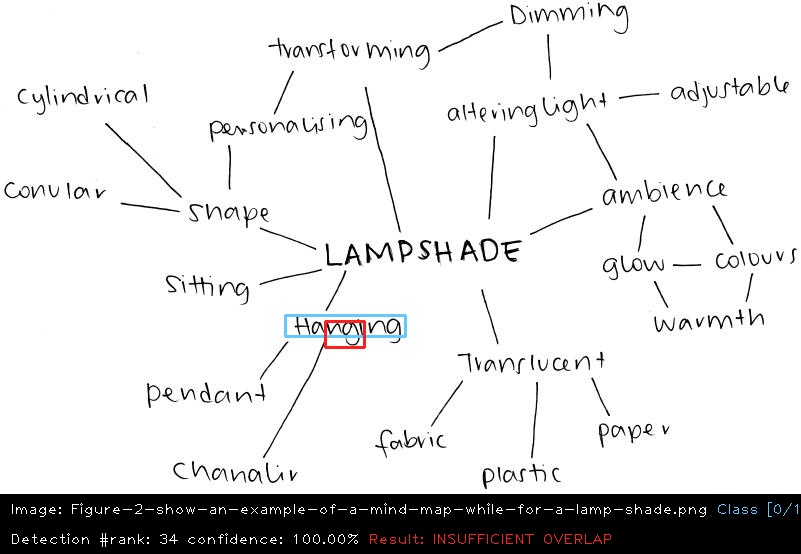 Dimming
transforming
cylindrical
altering light
adjustable
personalising
conular
shape
ambience
LAMPSHADE
sitting
glow
colours
Hanging
warmth
Translucent
pendant
fabric
paper
chanaliv
plastic
Image: Figure-2-show-an-example-of-a-mind-map-while-for-a-lamp-shade.png Class [0/1
Detection #rank: 34 confidence: 100.00% Result: INSUFFICIENT OVERLAP